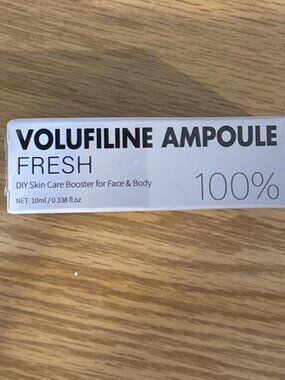 VOLUFILINE AMPOULE
FRESH
DIY Skin Care Booster for Face & Body
100%
NET: 10ml / 0.338 fl.oz